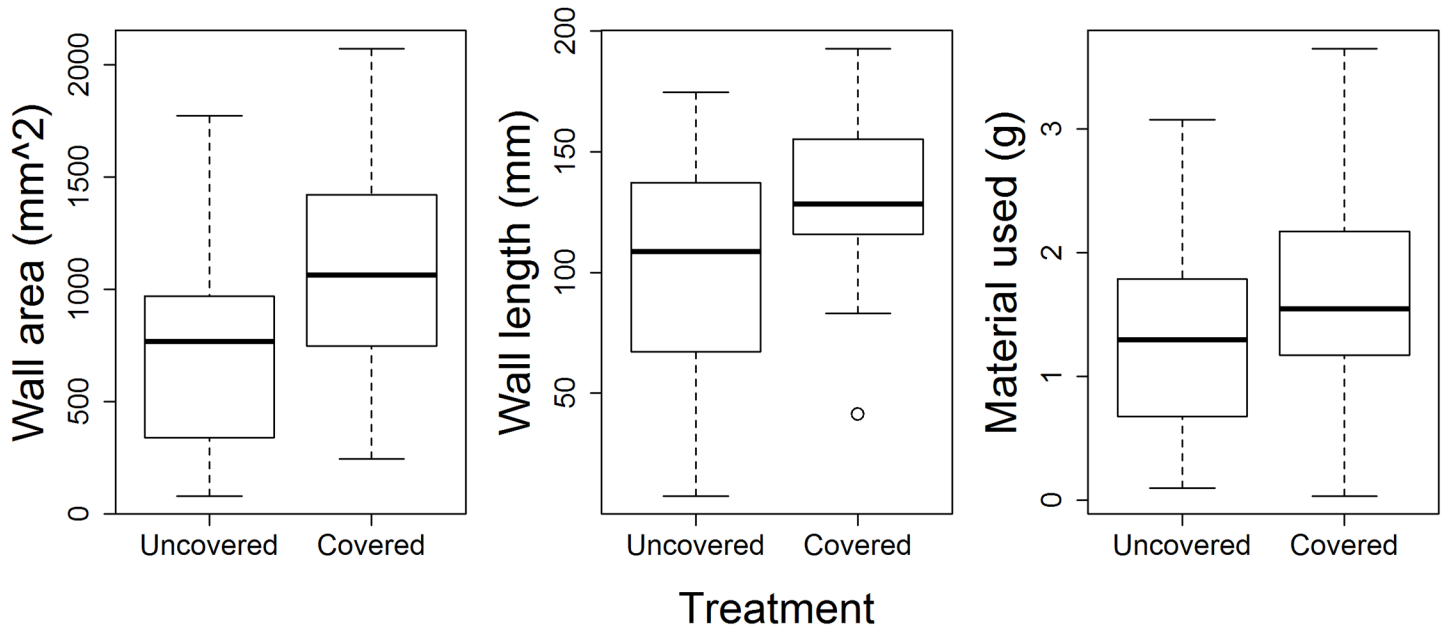 Wall area (mm^2)
0
500
1000
1500
2000
Uncovered
Covered
Wall length (mm)
50
100
150
200
Uncovered
Covered
Material used (g)
0
1
2
3
Uncovered
Covered
Treatment